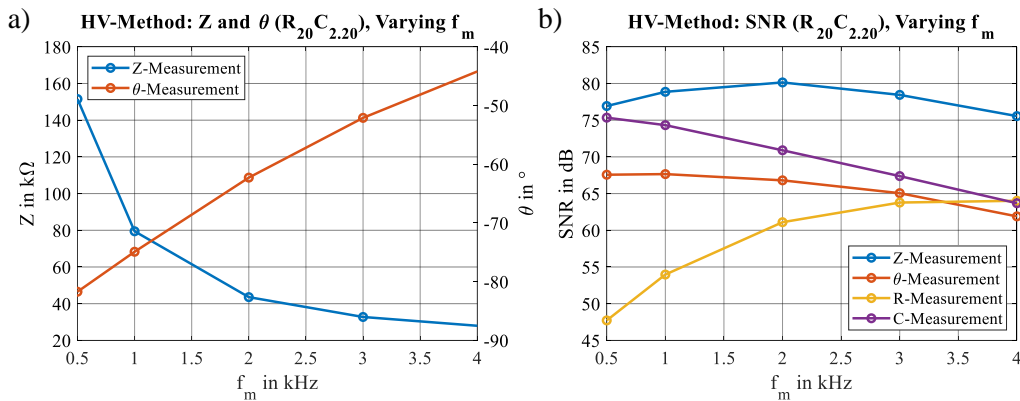 a)
HV-Method: Z and θ (R20C2.20), Varying fm
180
160
140
120
100
80
60
40
20
Z in kΩ
-40
-50
-60
-70
-80
-90
θ in °
0.5
1
1.5
2
2.5
3
3.5
4
fm in kHz
Z-Measurement
θ-Measurement
b)
HV-Method: SNR (R20C2.20), Varying fm
85
80
75
70
65
60
55
50
45
SNR in dB
0.5
1
1.5
2
2.5
3
3.5
4
fm in kHz
Z-Measurement
θ-Measurement
R-Measurement
C-Measurement